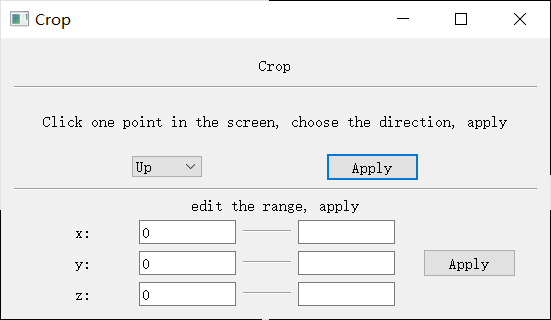 Crop
Crop
Click one point in the screen, choose the direction, apply
Up Apply
edit the range, apply
x: 0
y: 0 Apply
z: 0